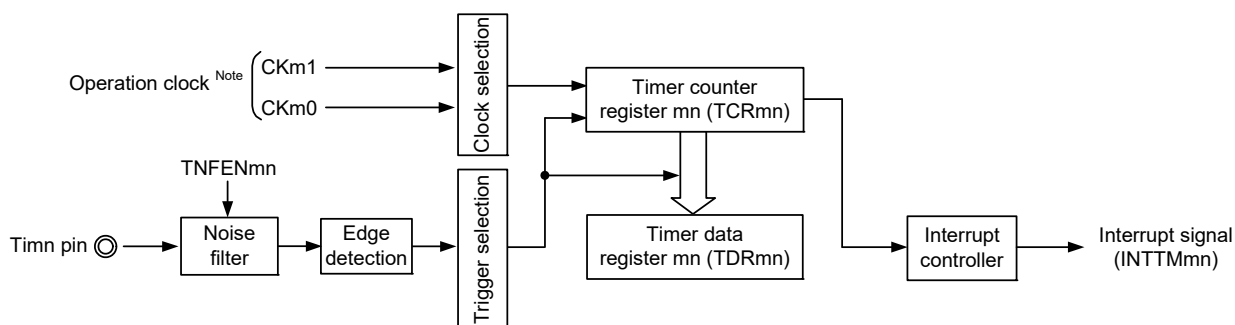 Operation clock Note
CKm1
CKm0
Clock selection
Timer counter
register mn (TCRmn)
TNFENmn
Timn pin
Noise
filter
Edge
detection
Trigger selection
Timer data
register mn (TDRmn)
Interrupt
controller
Interrupt signal
(INTTMmn)